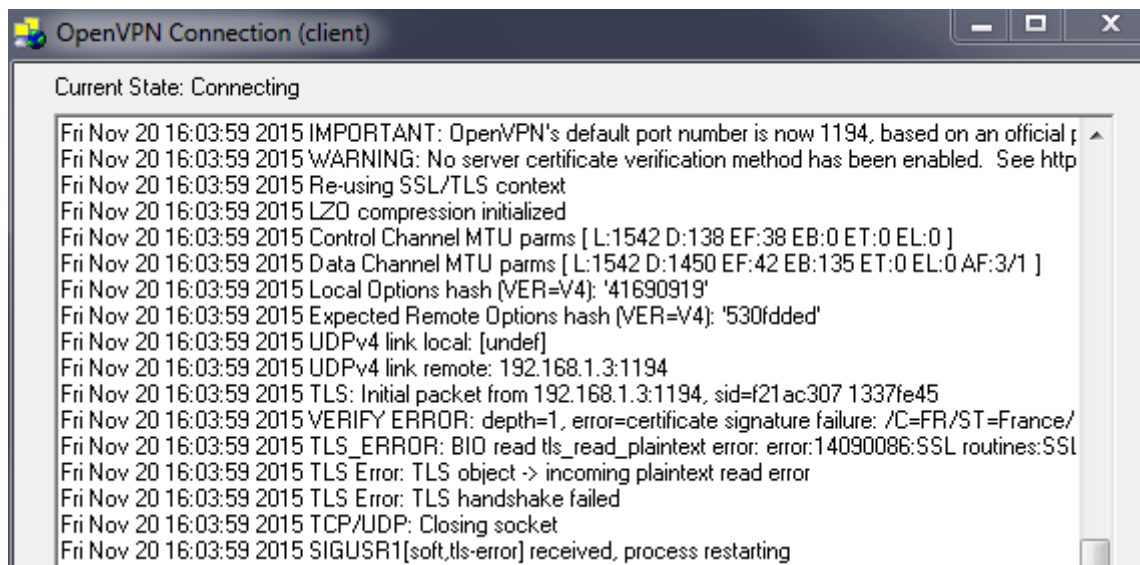 OpenVPN Connection (client)
Current State: Connecting
Fri Nov 20 16:03:59 2015 IMPORTANT: OpenVPN's default port number is now 1194, based on an official
Fri Nov 20 16:03:59 2015 WARNING: No server certificate verification method has been enabled.  See http
Fri Nov 20 16:03:59 2015 Re-using SSL/TLS context
Fri Nov 20 16:03:59 2015 LZO compression initialized
Fri Nov 20 16:03:59 2015 Control Channel MTU parms [ L:1542 D:138 EF:38 EB:0 ET:0 EL:0 ]
Fri Nov 20 16:03:59 2015 Data Channel MTU parms [ L:1542 D:1450 EF:42 EB:135 ET:0 EL:0 AF:3/1 ]
Fri Nov 20 16:03:59 2015 Local Options hash (VER=V4): '41690919'
Fri Nov 20 16:03:59 2015 Expected Remote Options hash (VER=V4): '530fdded'
Fri Nov 20 16:03:59 2015 UDPv4 link local: [undef]
Fri Nov 20 16:03:59 2015 UDPv4 link remote: 192.168.1.3:1194
Fri Nov 20 16:03:59 2015 TLS: Initial packet from 192.168.1.3:1194, sid=f21ac307 1337fe45
Fri Nov 20 16:03:59 2015 VERIFY ERROR: depth=1, error=certificate signature failure: /C=FR/ST=France/
Fri Nov 20 16:03:59 2015 TLS_ERROR: BIO read tls_read_plaintext error: error:14090086:SSL routines:SSL
Fri Nov 20 16:03:59 2015 TLS Error: TLS object -> incoming plaintext read error
Fri Nov 20 16:03:59 2015 TLS Error: TLS handshake failed
Fri Nov 20 16:03:59 2015 TCP/UDP: Closing socket
Fri Nov 20 16:03:59 2015 SIGUSR1[soft,tls-error] received, process restarting